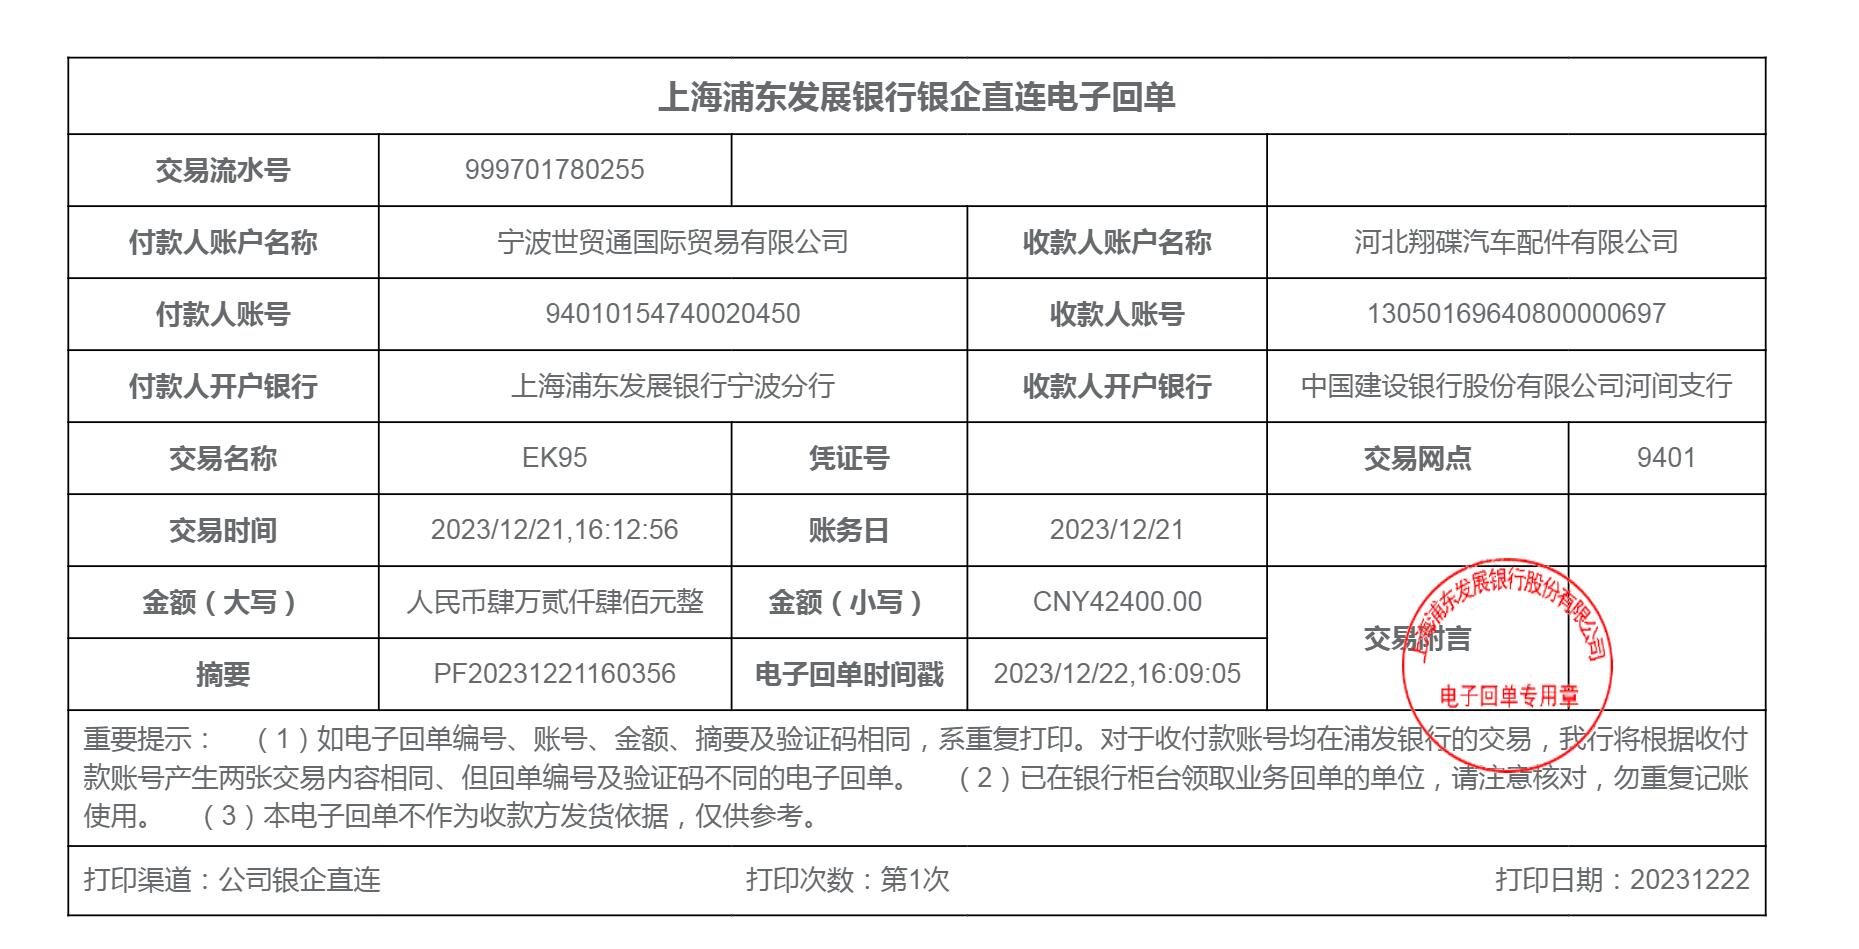 上海浦东发展银行银企直连电子回单
交易流水号 999701780255
付款人账户名称 宁波世贸通国际贸易有限公司 收款人账户名称 河北翔碟汽车配件有限公司
付款人账号 94010154740020450 收款人账号 13050169640800000697
付款人开户银行 上海浦东发展银行宁波分行 收款人开户银行 中国建设银行股份有限公司河间支行
交易名称 EK95 凭证号 交易网点 9401
交易时间 2023/12/21,16:12:56 账务日 2023/12/21
金额（大写） 人民币肆万贰仟肆佰元整 金额（小写） CNY42400.00
交易附言
摘要 PF20231221160356 电子回单时间戳 2023/12/22,16:09:05
上海浦东发展银行股份有限公司
电子回单专用章
重要提示： （1）如电子回单编号、账号、金额、摘要及验证码相同，系重复打印。对于收付款账号均在浦发银行的交易，我行将根据收付
款账号产生两张交易内容相同、但回单编号及验证码不同的电子回单。 （2）已在银行柜台领取业务回单的单位，请注意核对，勿重复记账
使用。 （3）本电子回单不作为收款方发货依据，仅供参考。
打印渠道：公司银企直连 打印次数：第1次 打印日期：20231222